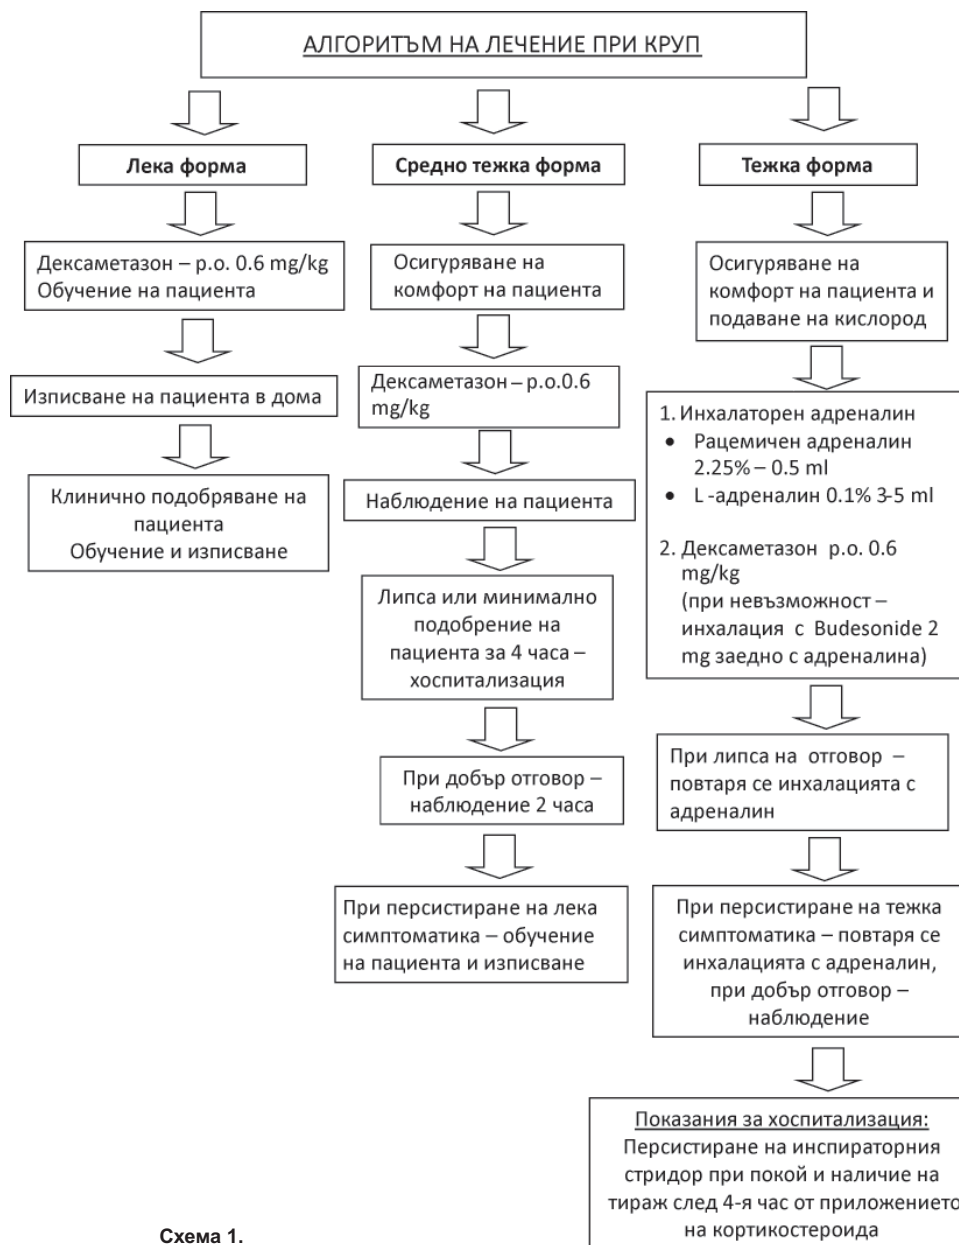 АЛГОРИТЪМ НА ЛЕЧЕНИЕ ПРИ КРУП
Лека форма
Дексаметазон – р.о. 0.6 mg/kg
Обучение на пациента
Изписване на пациента в дома
Клинично подобряване на
пациента
Обучение и изписване
Средно тежка форма
Осигуряване на
комфорт на пациента
Дексаметазон – р.о.0.6
mg/kg
Наблюдение на пациента
Липса или минимално
подобрение на
пациента за 4 часа –
хоспитализация
При добър отговор –
наблюдение 2 часа
При персистиране на лека
симптоматика – обучение
на пациента и изписване
Тежка форма
Осигуряване на
комфорт на пациента и
подаване на кислород
1. Инхалаторен адреналин
• Рацемичен адреналин
2.25% – 0.5 ml
• L -адреналин 0.1% 3-5 ml
2. Дексаметазон р.о. 0.6
mg/kg
(при невъзможност –
инхалация с Budesonide 2
mg заедно с адреналина)
При липса на отговор –
повтаря се инхалацията с
адреналин
При персистиране на тежка
симптоматика – повтаря се
инхалацията с адреналин,
при добър отговор –
наблюдение
Показания за хоспитализация:
Персистиране на инспираторния
стридор при покой и наличие на
тираж след 4-я час от приложението
на кортикостероида
Схема 1.